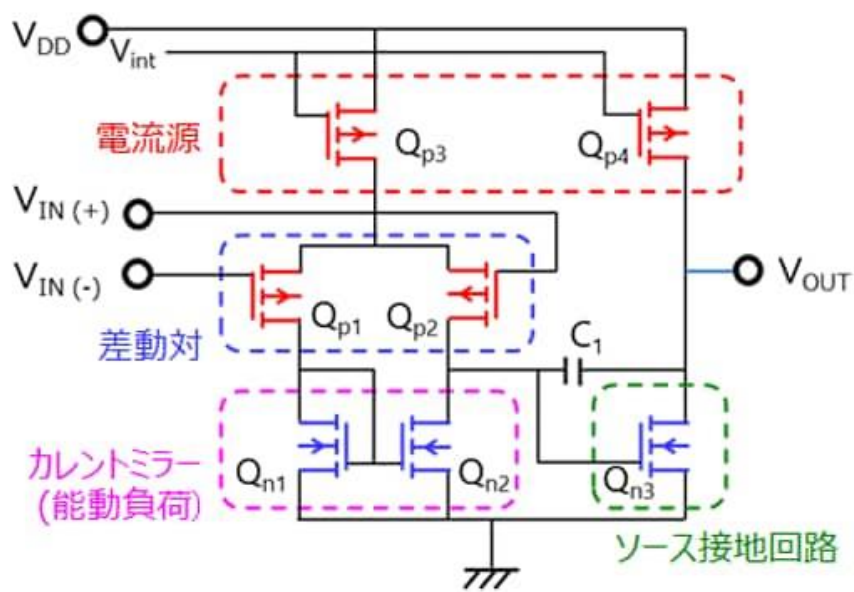 VDD
Vint
電流源
Qp3
Qp4
VIN (+)
VIN (-)
VOUT
Qp1
Qp2
差動対
C1
カレントミラー
(能動負荷)
Qn1
Qn2
Qn3
ソース接地回路